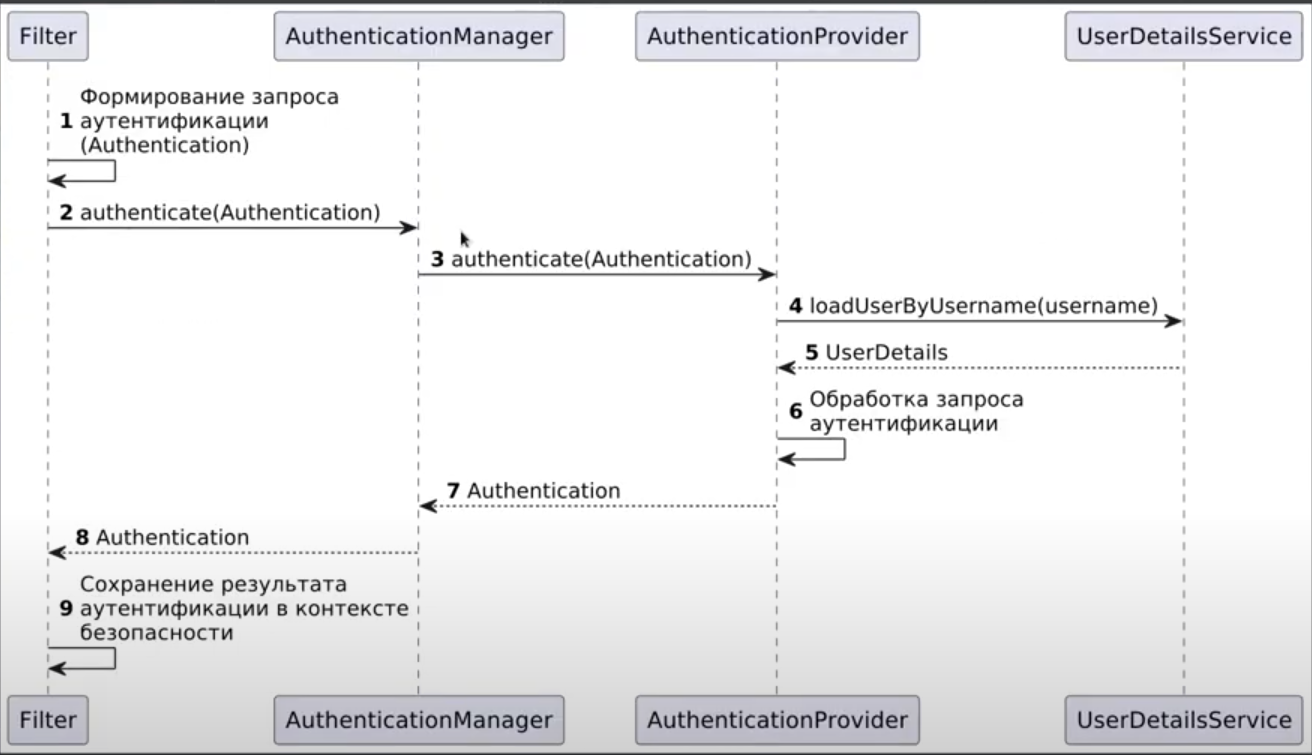 Filter
AuthenticationManager
AuthenticationProvider
UserDetailsService
Формирование запроса
1 аутентификации
(Authentication)
2 authenticate(Authentication)
3 authenticate(Authentication)
4 loadUserByUsername(username)
5 UserDetails
6 Обработка запроса
аутентификации
7 Authentication
8 Authentication
Сохранение результата
9 аутентификации в контексте
безопасности
Filter
AuthenticationManager
AuthenticationProvider
UserDetailsService